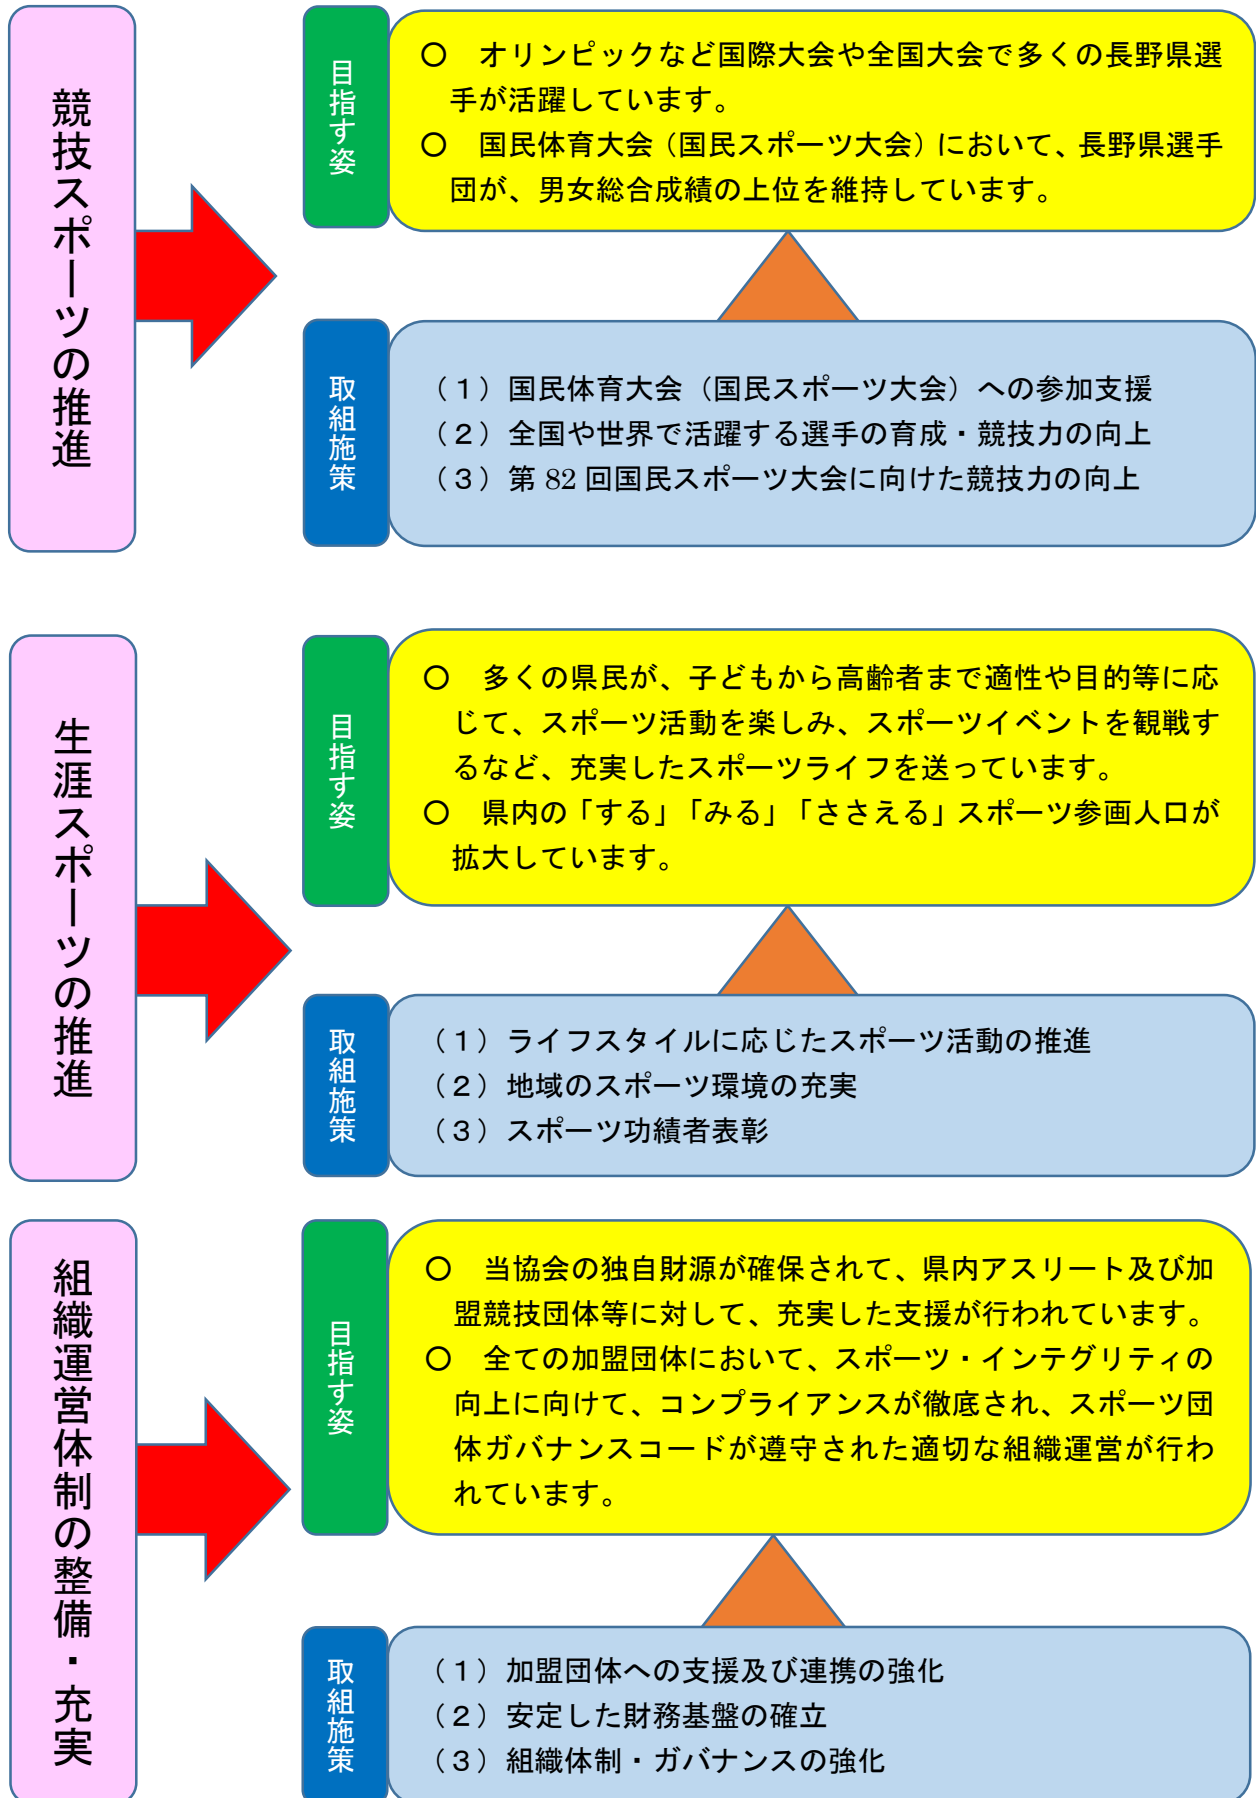 競技スポーツの推進
目指す姿
〇　オリンピックなど国際大会や全国大会で多くの長野県選
手が活躍しています。
〇　国民体育大会（国民スポーツ大会）において、長野県選手
団が、男女総合成績の上位を維持しています。
取組施策
（１）国民体育大会（国民スポーツ大会）への参加支援
（２）全国や世界で活躍する選手の育成・競技力の向上
（３）第 82 回国民スポーツ大会に向けた競技力の向上
生涯スポーツの推進
目指す姿
〇　多くの県民が、子どもから高齢者まで適性や目的等に応
じて、スポーツ活動を楽しみ、スポーツイベントを観戦す
るなど、充実したスポーツライフを送っています。
〇　県内の「する」「みる」「ささえる」スポーツ参画人口が
拡大しています。
取組施策
（１）ライフスタイルに応じたスポーツ活動の推進
（２）地域のスポーツ環境の充実
（３）スポーツ功績者表彰
組織運営体制の整備・充実
目指す姿
〇　当協会の独自財源が確保されて、県内アスリート及び加
盟競技団体等に対して、充実した支援が行われています。
〇　全ての加盟団体において、スポーツ・インテグリティの
向上に向けて、コンプライアンスが徹底され、スポーツ団
体ガバナンスコードが遵守された適切な組織運営が行わ
れています。
取組施策
（１）加盟団体への支援及び連携の強化
（２）安定した財務基盤の確立
（３）組織体制・ガバナンスの強化